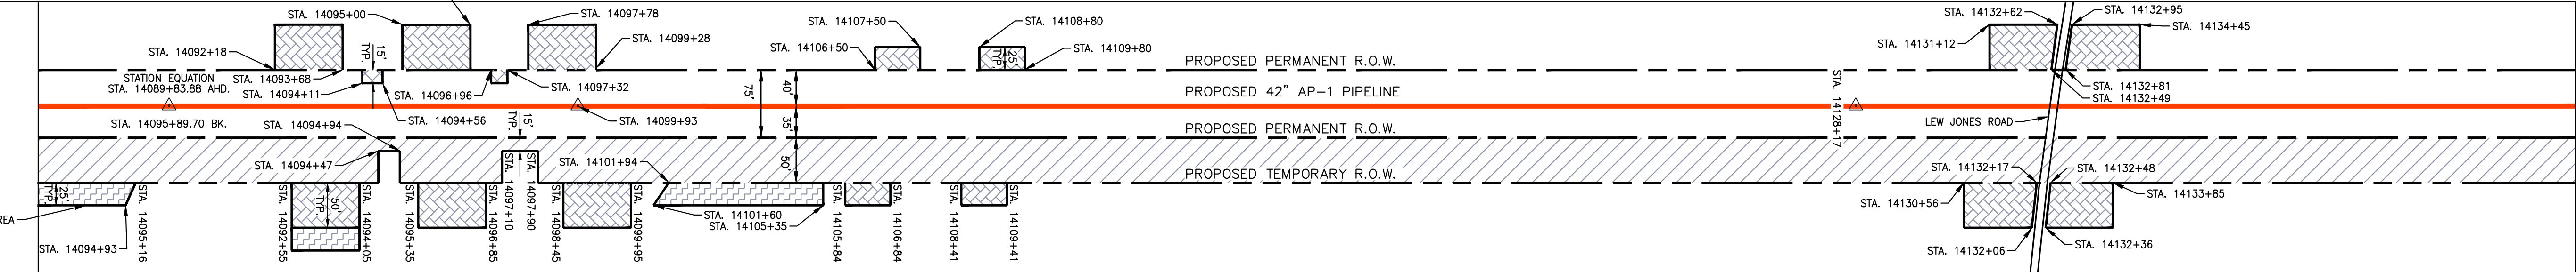 STA. 14095+00
STA. 14097+78
STA. 14107+50
STA. 14108+80
STA. 14132+62
STA. 14132+95
STA. 14134+45
STA. 14092+18
15' TYP.
STA. 14099+28
STA. 14106+50
25' TYP.
STA. 14109+80
STA. 14131+12
PROPOSED PERMANENT R.O.W.
STATION EQUATION
STA. 14089+83.88 AHD.
STA. 14093+68
STA. 14094+11
STA. 14096+96
STA. 14097+32
75'
40'
PROPOSED 42" AP-1 PIPELINE
STA. 14128+17
STA. 14132+81
STA. 14132+49
STA. 14094+56
STA. 14095+89.70 BK.
STA. 14094+94
15' TYP.
STA. 14099+93
35'
PROPOSED PERMANENT R.O.W.
LEW JONES ROAD
STA. 14094+47
STA. 14097+10
STA. 14097+90
STA. 14101+94
50'
PROPOSED TEMPORARY R.O.W.
STA. 14132+17
STA. 14132+48
25' TYP.
STA. 14095+16
STA. 14092+55
50' TYP.
STA. 14094+05
STA. 14095+35
STA. 14096+85
STA. 14098+45
STA. 14099+95
STA. 14101+60
STA. 14105+35
STA. 14105+84
STA. 14106+84
STA. 14108+41
STA. 14109+41
STA. 14130+56
STA. 14133+85
REA
STA. 14094+93
STA. 14132+06
STA. 14132+36